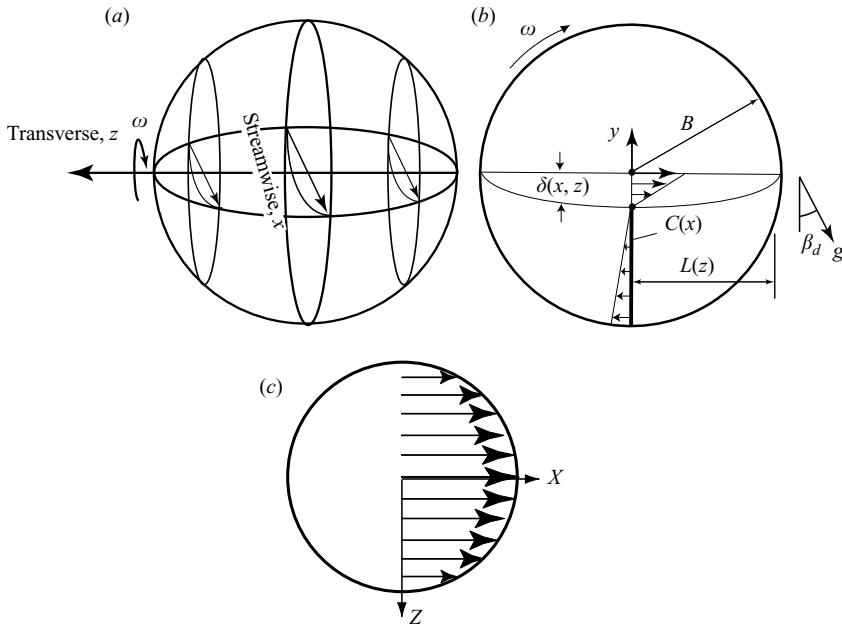 (a)
ω
Transverse, z
Streamwise, x
(b)
ω
y
B
δ(x, z)
C(x)
L(z)
β_d
g
(c)
X
Z